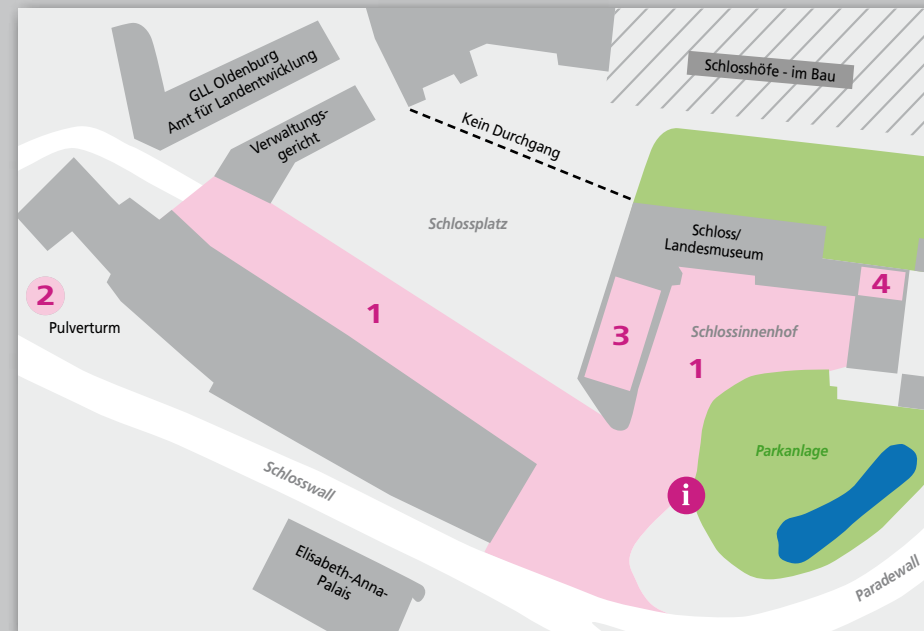 GLL Oldenburg
Amt für Landentwicklung
Schlosshöfe - im Bau
Verwaltungs-
gericht
Kein Durchgang
Schlossplatz
Schloss/
Landesmuseum
2
Pulverturm
1
3
4
Schlossinnenhof
1
Parkanlage
Schlosswall
i
Elisabeth-Anna-
Palais
Paradewall